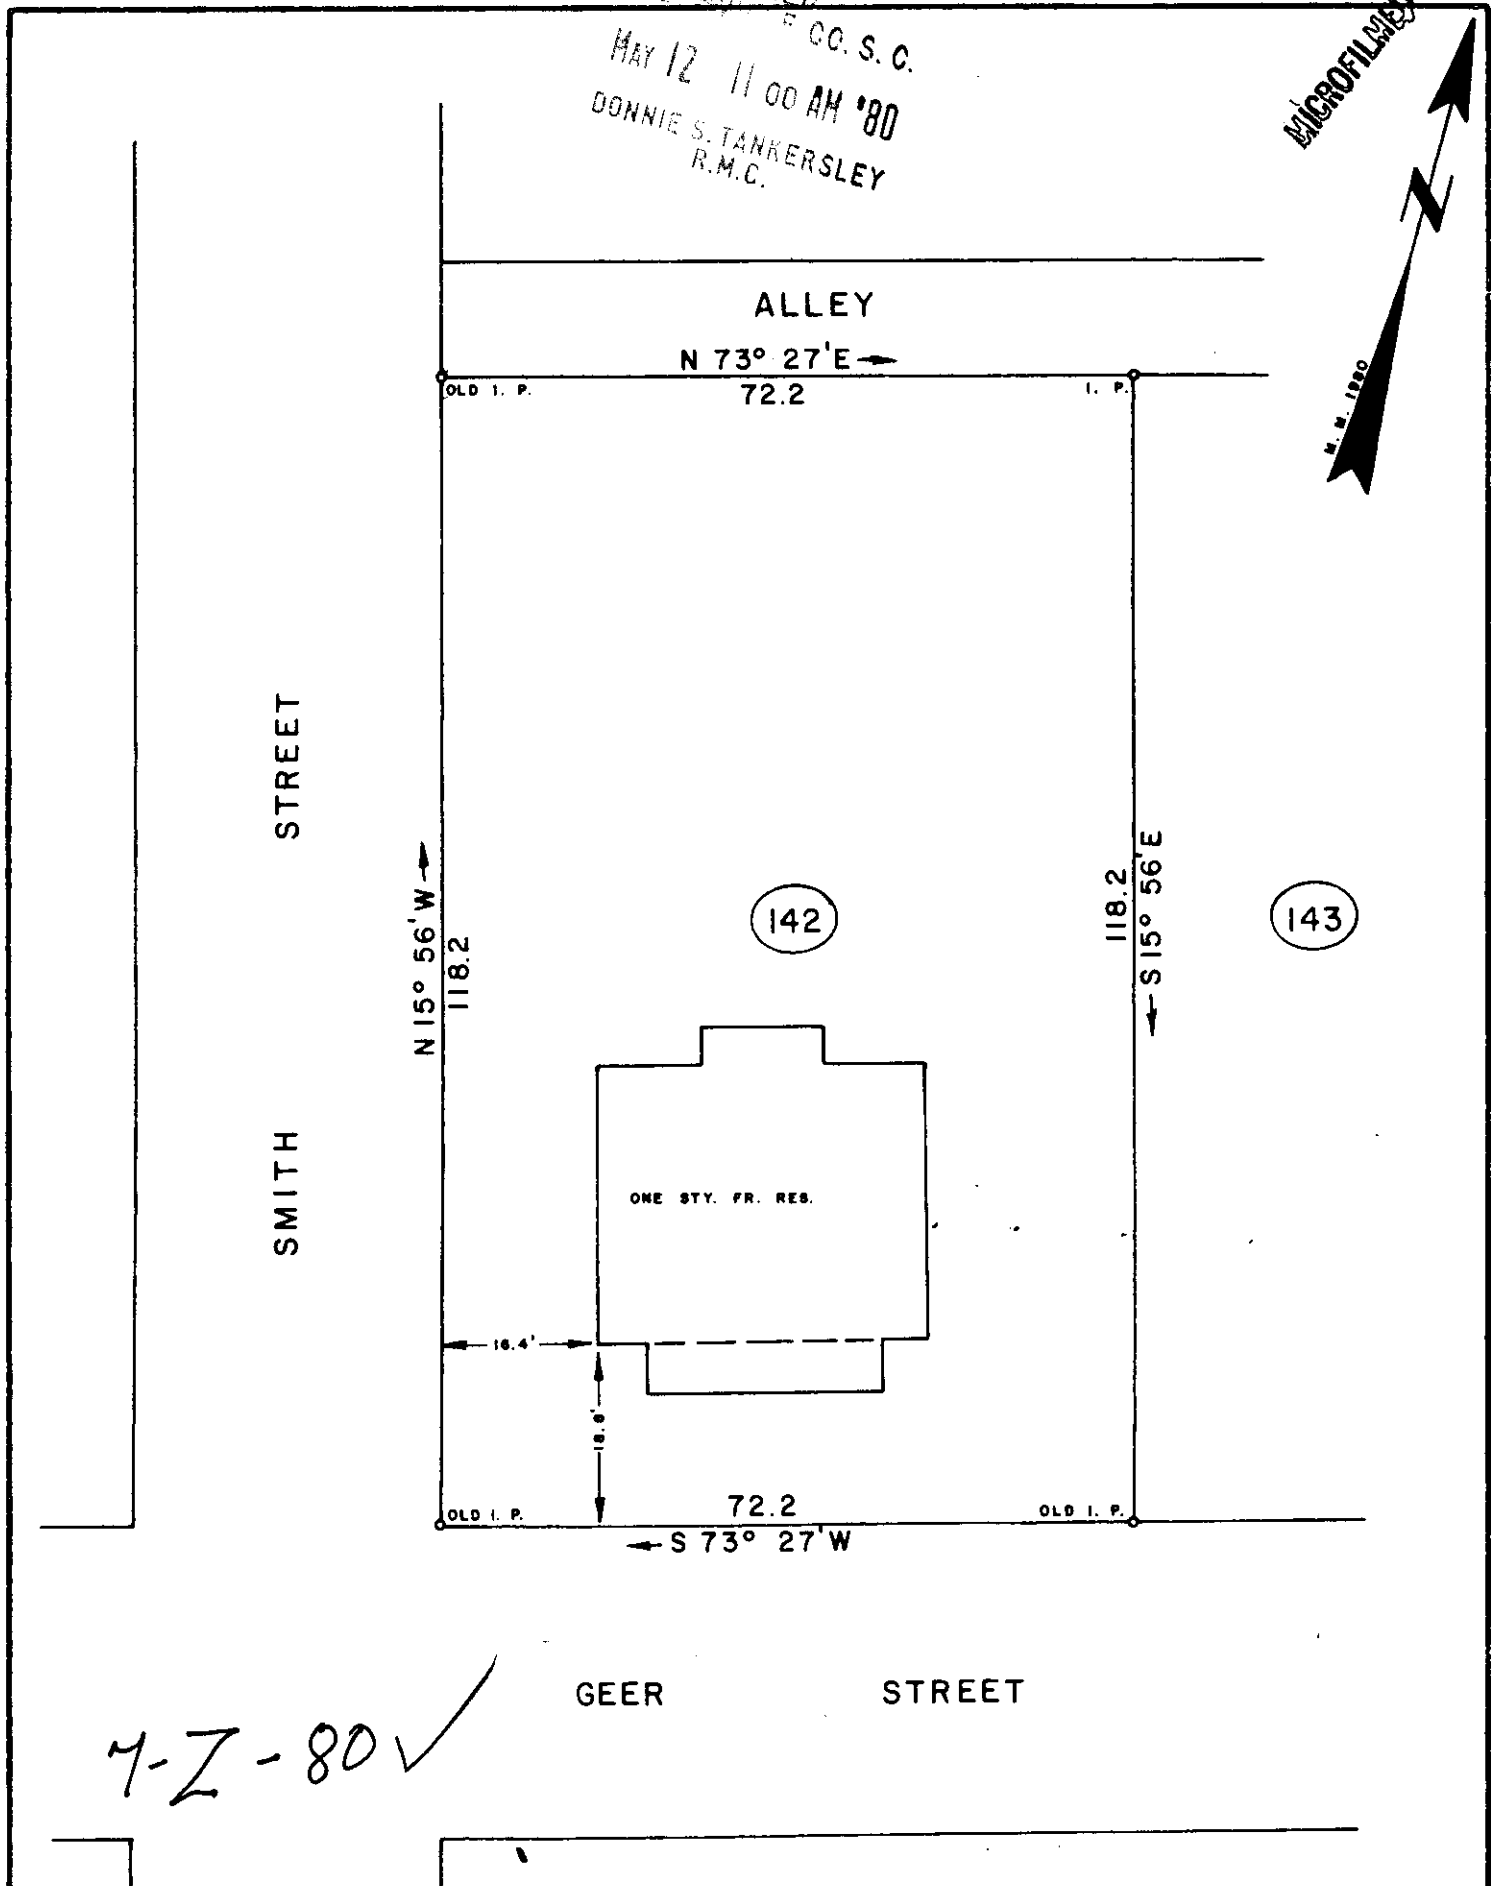 CO. S. C.
MAY 12 11 00 AM '80
DONNIE S. TANKERSLEY
R.M.C.
MICROFILMED
N
M. M. 1980
ALLEY
N 73° 27'E
72.2
OLD I. P.
I. P.
SMITH STREET
N 15° 56'W
118.2
142
118.2
S 15° 56'E
143
ONE STY. FR. RES.
16.4'
OLD I. P.
72.2
OLD I. P.
S 73° 27'W
GEER STREET
7-Z-80 ✓